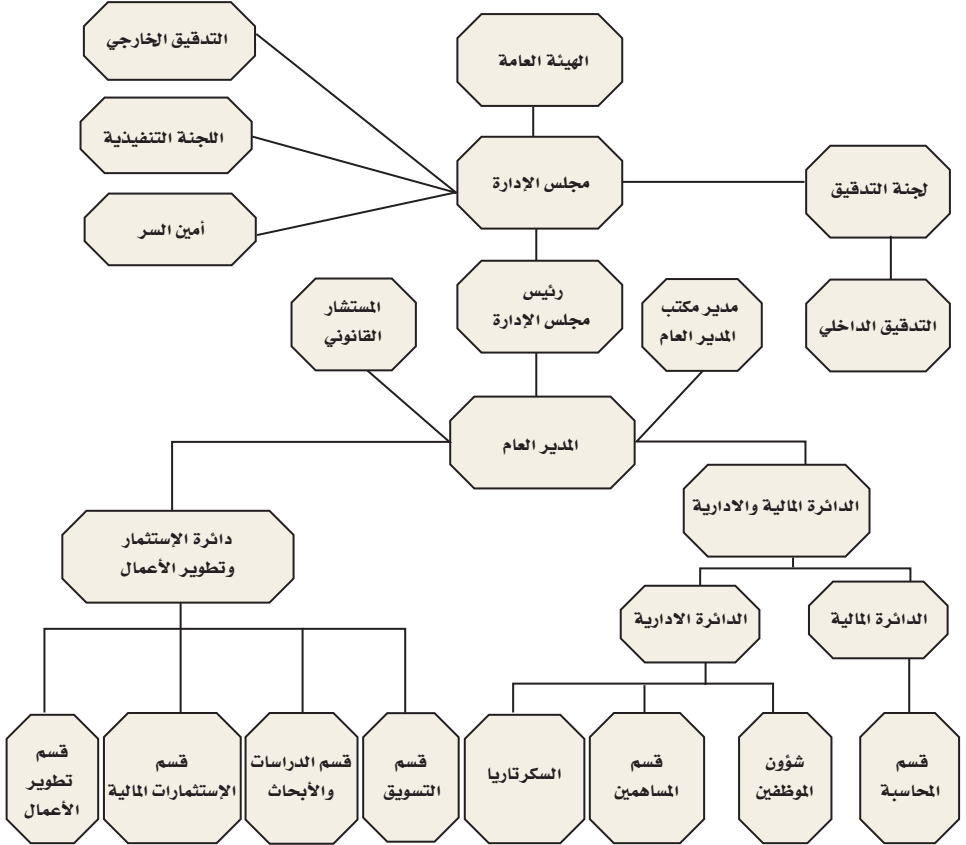 الهيئة العامة
التدقيق الخارجي
اللجنة التنفيذية
مجلس الإدارة
لجنة التدقيق
أمين السر
التدقيق الداخلي
مدير مكتب
المدير العام
رئيس
مجلس الإدارة
المستشار
القانوني
المدير العام
الدائرة المالية والادارية
دائرة الإستثمار
وتطوير الأعمال
الدائرة المالية
الدائرة الادارية
قسم
المحاسبة
شؤون
الموظفين
قسم
المساهمين
السكرتاريا
قسم
التسويق
قسم الدراسات
والأبحاث
قسم
الإستثمارات المالية
قسم
تطوير
الأعمال